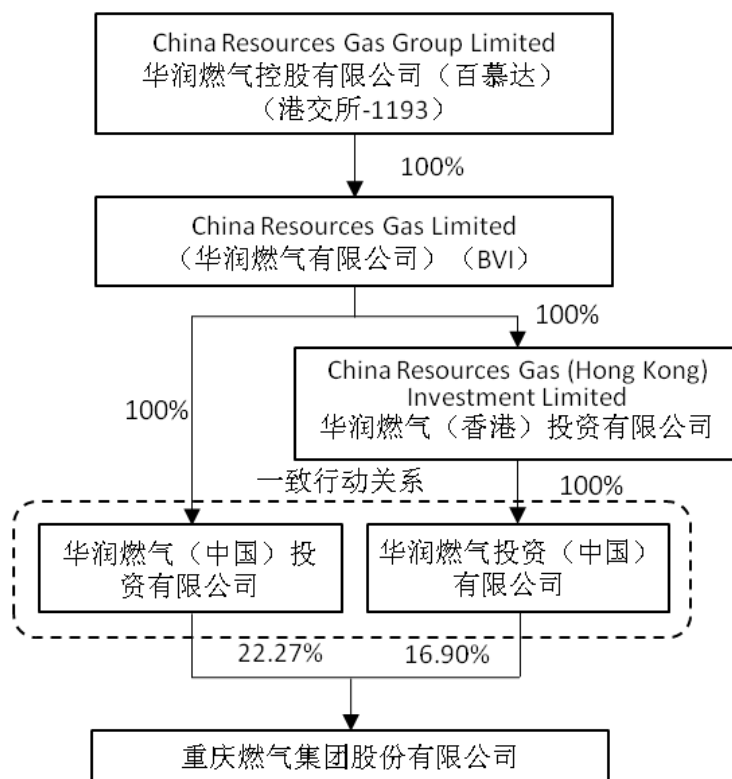 China Resources Gas Group Limited
华润燃气控股有限公司（百慕达）
（港交所-1193）
100%
China Resources Gas Limited
（华润燃气有限公司）（BVI）
100%
100%
China Resources Gas (Hong Kong)
Investment Limited
华润燃气（香港）投资有限公司
一致行动关系
100%
华润燃气（中国）投
资有限公司
华润燃气投资（中国）
有限公司
22.27%
16.90%
重庆燃气集团股份有限公司